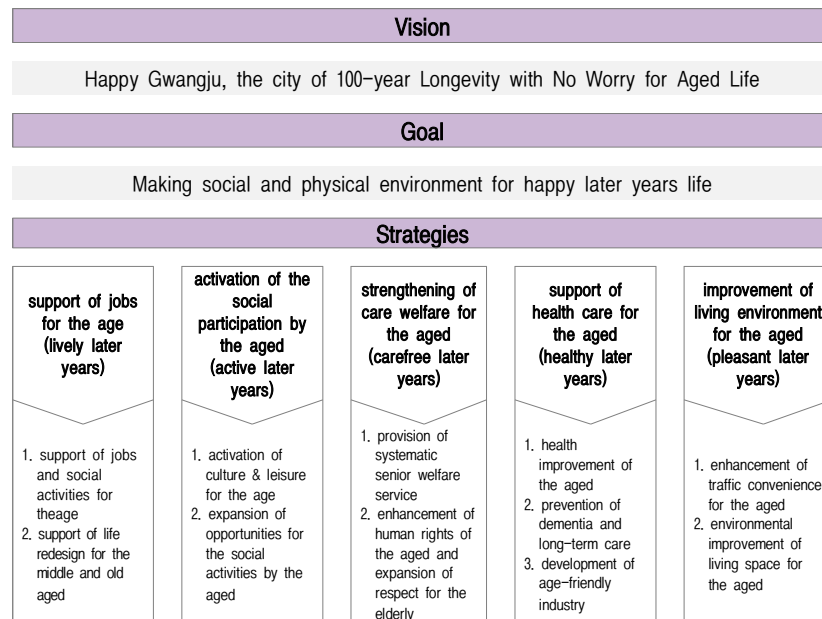 Vision
Happy Gwangju, the city of 100-year Longevity with No Worry for Aged Life
Goal
Making social and physical environment for happy later years life
Strategies
support of jobs
for the age
(lively later
years)
1. support of jobs
and social
activities for
theage
2. support of life
redesign for the
middle and old
aged
activation of the
social
participation by
the aged
(active later
years)
1. activation of
culture & leisure
for the age
2. expansion of
opportunities for
the social
activities by the
aged
strengthening of
care welfare for
the aged
(carefree later
years)
1. provision of
systematic
senior welfare
service
2. enhancement of
human rights of
the aged and
expansion of
respect for the
elderly
support of
health care for
the aged
(healthy later
years)
1. health
improvement of
the aged
2. prevention of
dementia and
long-term care
3. development of
age-friendly
industry
improvement of
living environment
for the aged
(pleasant later
years)
1. enhancement of
traffic convenience
for the aged
2. environmental
improvement of
living space for
the aged